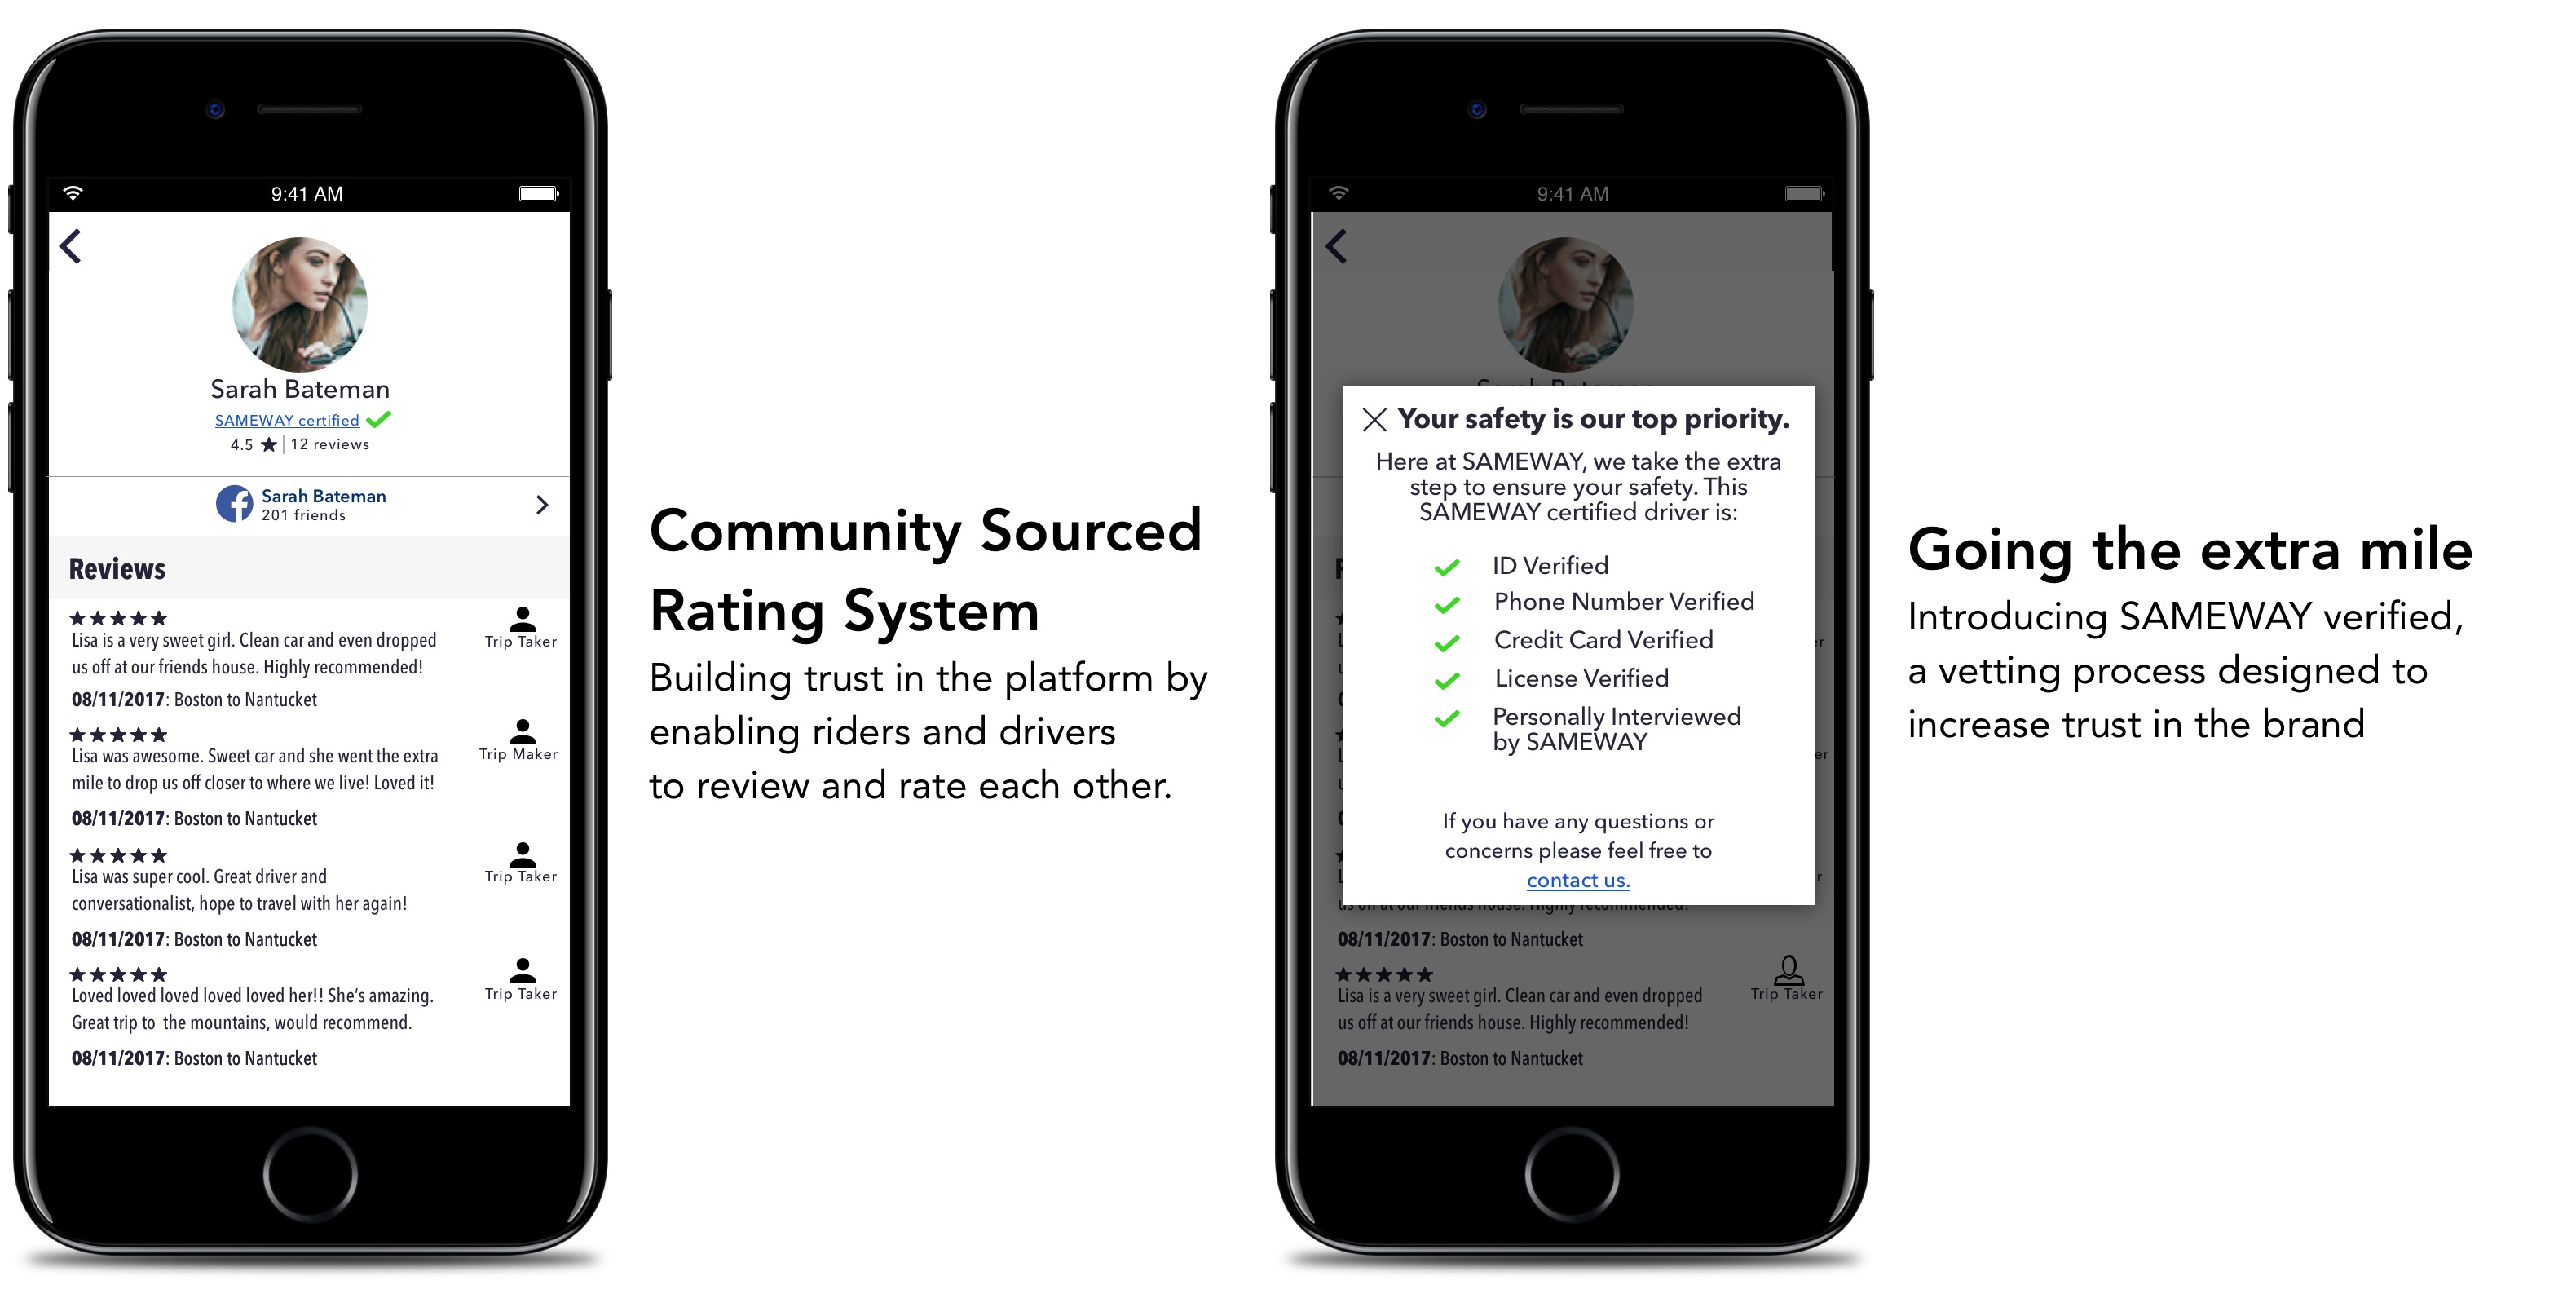 9:41 AM
Sarah Bateman
SAMEWAY certified
4.5 ★ | 12 reviews
Sarah Bateman
201 friends
Reviews
★★★★★
Lisa is a very sweet girl. Clean car and even dropped
us off at our friends house. Highly recommended!
Trip Taker
08/11/2017: Boston to Nantucket
★★★★★
Lisa was awesome. Sweet car and she went the extra
mile to drop us off closer to where we live! Loved it!
Trip Maker
08/11/2017: Boston to Nantucket
★★★★★
Lisa was super cool. Great driver and
conversationalist, hope to travel with her again!
Trip Taker
08/11/2017: Boston to Nantucket
★★★★★
Loved loved loved loved loved her!! She's amazing.
Great trip to the mountains, would recommend.
Trip Taker
08/11/2017: Boston to Nantucket
Community Sourced
Rating System
Building trust in the platform by
enabling riders and drivers
to review and rate each other.
9:41 AM
Sarah Bateman
Your safety is our top priority.
Here at SAMEWAY, we take the extra
step to ensure your safety. This
SAMEWAY certified driver is:
ID Verified
Phone Number Verified
Credit Card Verified
License Verified
Personally Interviewed
by SAMEWAY
If you have any questions or
concerns please feel free to
contact us.
us off at our friends house. Highly recommended!
08/11/2017: Boston to Nantucket
★★★★★
Lisa is a very sweet girl. Clean car and even dropped
us off at our friends house. Highly recommended!
Trip Taker
08/11/2017: Boston to Nantucket
Going the extra mile
Introducing SAMEWAY verified,
a vetting process designed to
increase trust in the brand